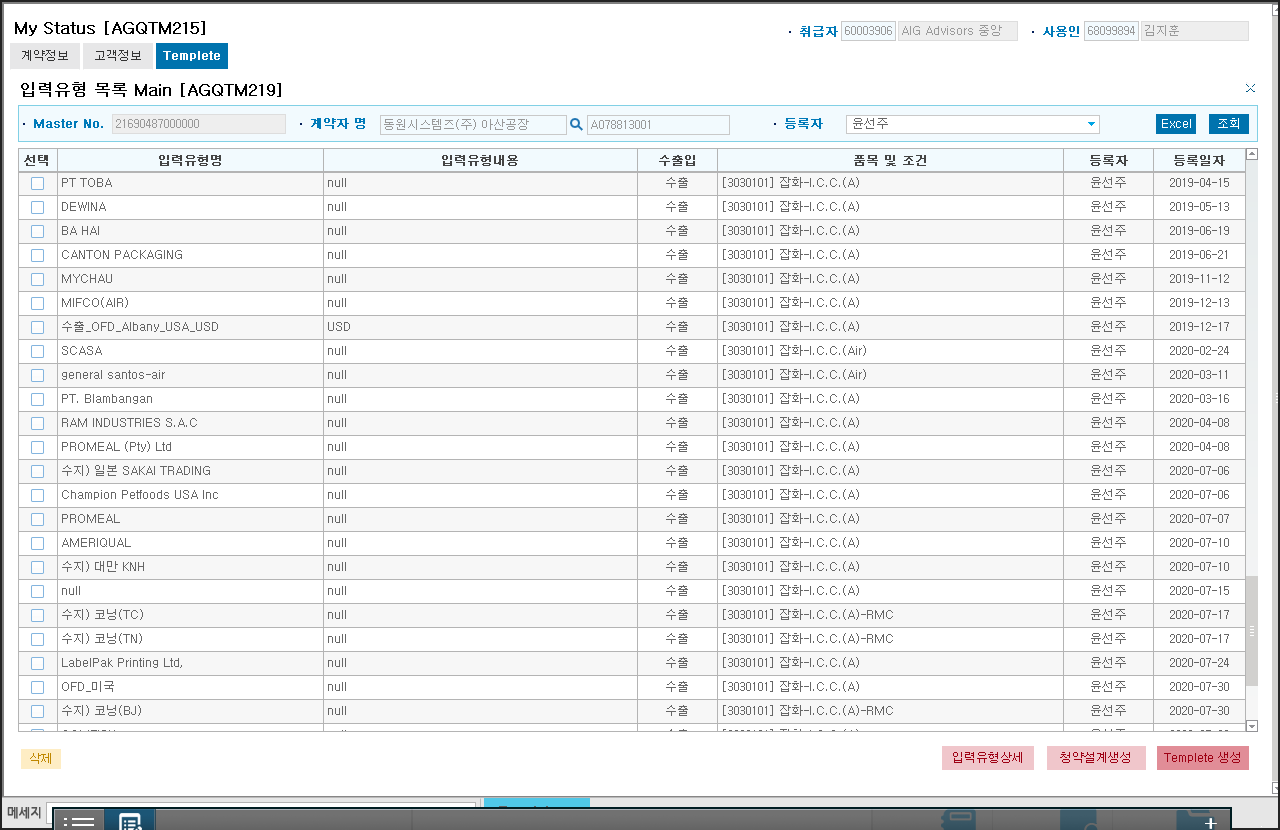 My Status [AGQTM215]
· 취급자 60003906 AIG Advisors 중앙 · 사용인 68099894 김지훈
계약정보 고객정보 Templete
입력유형 목록 Main [AGQTM219]
· Master No. 21690487000000 · 계약자 명 동원시스템즈(주) 아산공장 A078813001 · 등록자 윤선주 Excel 조회
선택 입력유형명 입력유형내용 수출입 품목 및 조건 등록자 등록일자
PT TOBA null 수출 [3030101] 잡화-I.C.C.(A) 윤선주 2019-04-15
DEWINA null 수출 [3030101] 잡화-I.C.C.(A) 윤선주 2019-05-13
BA HAI null 수출 [3030101] 잡화-I.C.C.(A) 윤선주 2019-06-19
CANTON PACKAGING null 수출 [3030101] 잡화-I.C.C.(A) 윤선주 2019-06-21
MYCHAU null 수출 [3030101] 잡화-I.C.C.(A) 윤선주 2019-11-12
MIFCO(AIR) null 수출 [3030101] 잡화-I.C.C.(A) 윤선주 2019-12-13
수출_OFD_Albany_USA_USD USD 수출 [3030101] 잡화-I.C.C.(A) 윤선주 2019-12-17
SCASA null 수출 [3030101] 잡화-I.C.C.(Air) 윤선주 2020-02-24
general santos-air null 수출 [3030101] 잡화-I.C.C.(Air) 윤선주 2020-03-11
PT. Blambangan null 수출 [3030101] 잡화-I.C.C.(A) 윤선주 2020-03-16
RAM INDUSTRIES S.A.C null 수출 [3030101] 잡화-I.C.C.(A) 윤선주 2020-04-08
PROMEAL (Pty) Ltd null 수출 [3030101] 잡화-I.C.C.(A) 윤선주 2020-04-08
수지) 일본 SAKAI TRADING null 수출 [3030101] 잡화-I.C.C.(A) 윤선주 2020-07-06
Champion Petfoods USA Inc null 수출 [3030101] 잡화-I.C.C.(A) 윤선주 2020-07-06
PROMEAL null 수출 [3030101] 잡화-I.C.C.(A) 윤선주 2020-07-07
AMERIQUAL null 수출 [3030101] 잡화-I.C.C.(A) 윤선주 2020-07-10
수지) 대만 KNH null 수출 [3030101] 잡화-I.C.C.(A) 윤선주 2020-07-10
null null 수출 [3030101] 잡화-I.C.C.(A) 윤선주 2020-07-15
수지) 코닝(TC) null 수출 [3030101] 잡화-I.C.C.(A)-RMC 윤선주 2020-07-17
수지) 코닝(TN) null 수출 [3030101] 잡화-I.C.C.(A)-RMC 윤선주 2020-07-17
LabelPak Printing Ltd, null 수출 [3030101] 잡화-I.C.C.(A) 윤선주 2020-07-24
OFD_미국 null 수출 [3030101] 잡화-I.C.C.(A) 윤선주 2020-07-30
수지) 코닝(BJ) null 수출 [3030101] 잡화-I.C.C.(A)-RMC 윤선주 2020-07-30
삭제 입력유형상세 청약설계생성 Templete 생성
메세지